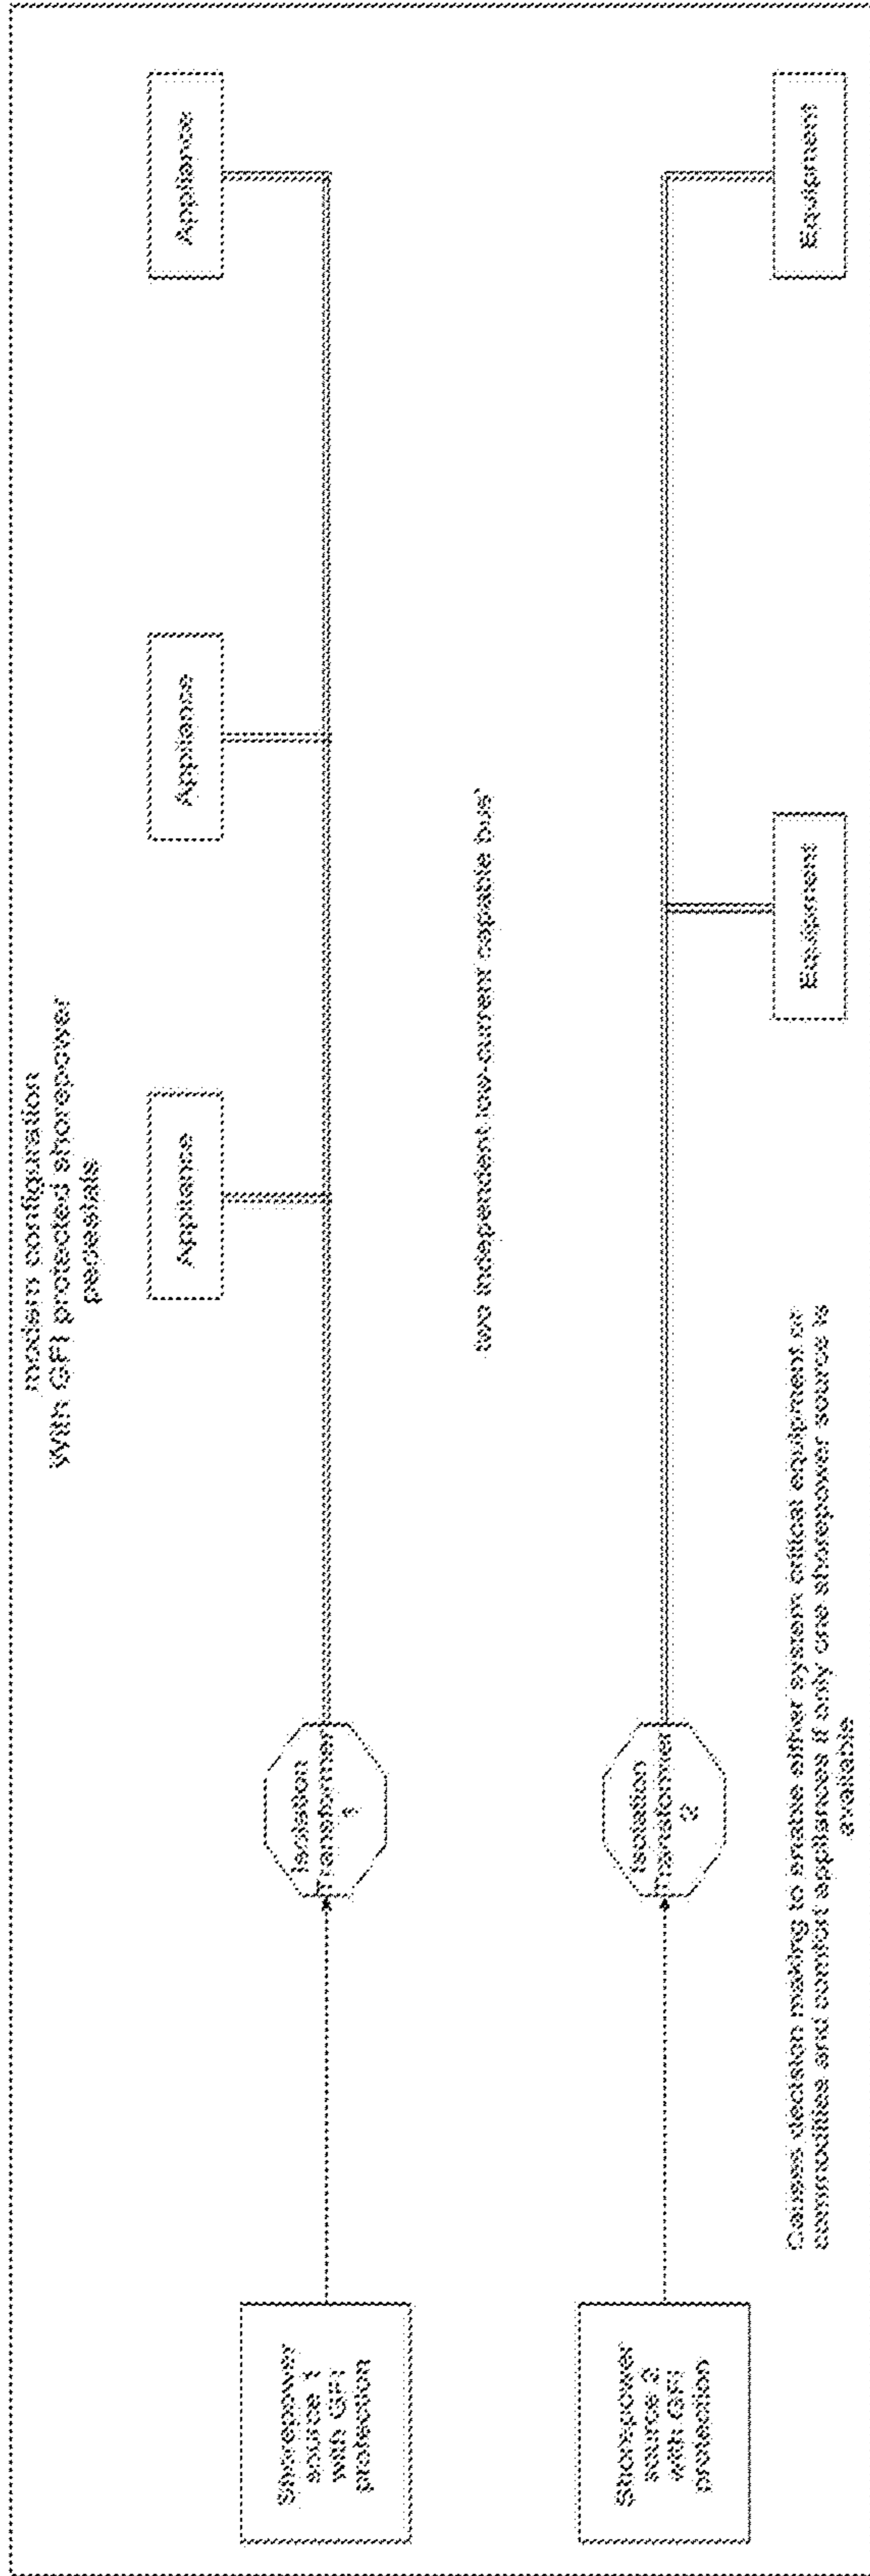 modern configuration
With GFI protected shorepower
pedestals
Appliance
Appliance
Appliance
Shorepower
source 1
with GFI
protection
Isolation
Transformer
1
two independent low-current capable bus'
Shorepower
source 2
with GFI
protection
Isolation
Transformer
2
Equipment
Equipment
Causes decision making to enable either system critical equipment or
ammodities and comfort appliances if only one shorepower source is
available